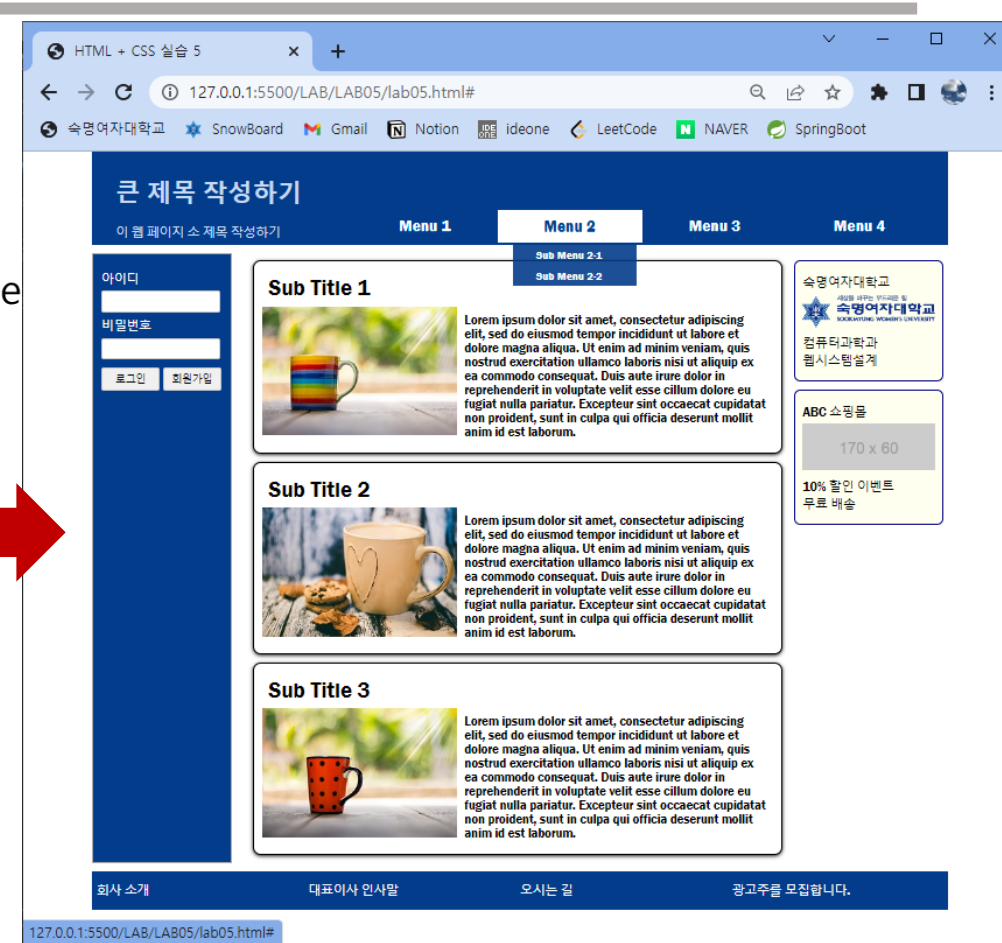 HTML + CSS 실습 5
127.0.0.1:5500/LAB/LAB05/lab05.html#
숙명여자대학교 SnowBoard Gmail Notion ideone LeetCode NAVER SpringBoot
큰 제목 작성하기
이 웹 페이지 소 제목 작성하기
Menu 1 Menu 2 Menu 3 Menu 4
Sub Menu 2-1
Sub Menu 2-2
e
아이디
비밀번호
로그인 회원가입
Sub Title 1
Lorem ipsum dolor sit amet, consectetur adipiscing
elit, sed do eiusmod tempor incididunt ut labore et
dolore magna aliqua. Ut enim ad minim veniam, quis
nostrud exercitation ullamco laboris nisi ut aliquip ex
ea commodo consequat. Duis aute irure dolor in
reprehenderit in voluptate velit esse cillum dolore eu
fugiat nulla pariatur. Excepteur sint occaecat cupidatat
non proident, sunt in culpa qui officia deserunt mollit
anim id est laborum.
Sub Title 2
Lorem ipsum dolor sit amet, consectetur adipiscing
elit, sed do eiusmod tempor incididunt ut labore et
dolore magna aliqua. Ut enim ad minim veniam, quis
nostrud exercitation ullamco laboris nisi ut aliquip ex
ea commodo consequat. Duis aute irure dolor in
reprehenderit in voluptate velit esse cillum dolore eu
fugiat nulla pariatur. Excepteur sint occaecat cupidatat
non proident, sunt in culpa qui officia deserunt mollit
anim id est laborum.
Sub Title 3
Lorem ipsum dolor sit amet, consectetur adipiscing
elit, sed do eiusmod tempor incididunt ut labore et
dolore magna aliqua. Ut enim ad minim veniam, quis
nostrud exercitation ullamco laboris nisi ut aliquip ex
ea commodo consequat. Duis aute irure dolor in
reprehenderit in voluptate velit esse cillum dolore eu
fugiat nulla pariatur. Excepteur sint occaecat cupidatat
non proident, sunt in culpa qui officia deserunt mollit
anim id est laborum.
숙명여자대학교
세상을 바꾸는 부드러운 힘
숙명여자대학교
SOOKMYUNG WOMEN'S UNIVERSITY
컴퓨터과학과
웹시스템설계
ABC 쇼핑몰
170 x 60
10% 할인 이벤트
무료 배송
회사 소개 대표이사 인사말 오시는 길 광고주를 모집합니다.
127.0.0.1:5500/LAB/LAB05/lab05.html#